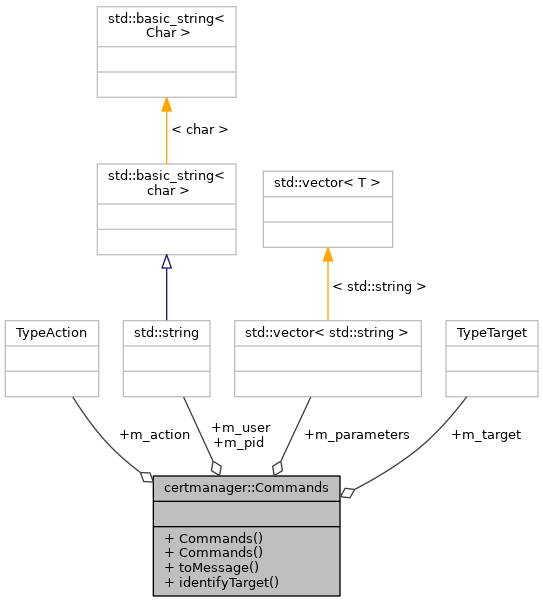 std::basic_string<
Char >
< char >
std::basic_string<
char >
std::vector< T >
< std::string >
TypeAction
std::string
std::vector< std::string >
TypeTarget
+m_action
+m_user
+m_pid
+m_parameters
+m_target
certmanager::Commands
+ Commands()
+ Commands()
+ toMessage()
+ identifyTarget()